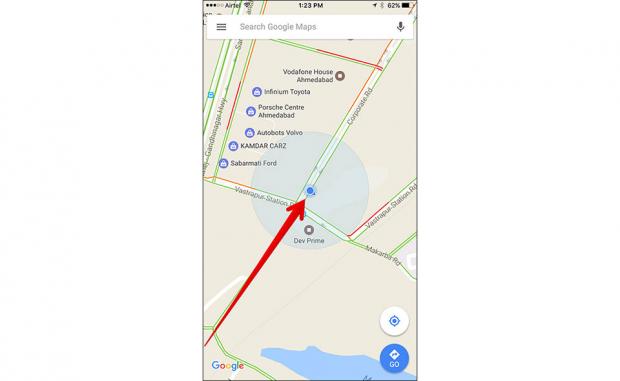 Airtel 1:23 PM 62%
Search Google Maps
Vodafone House
Ahmedabad
Infinium Toyota
Porsche Centre
Ahmedabad
Corporate Rd
Autobots Volvo
KAMDAR CARZ
Gandhinagar Hwy
Sabarmati Ford
Vastrapur Station Rd
Vastrapur Station Rd
Dev Prime
Makarba Rd
Google
GO